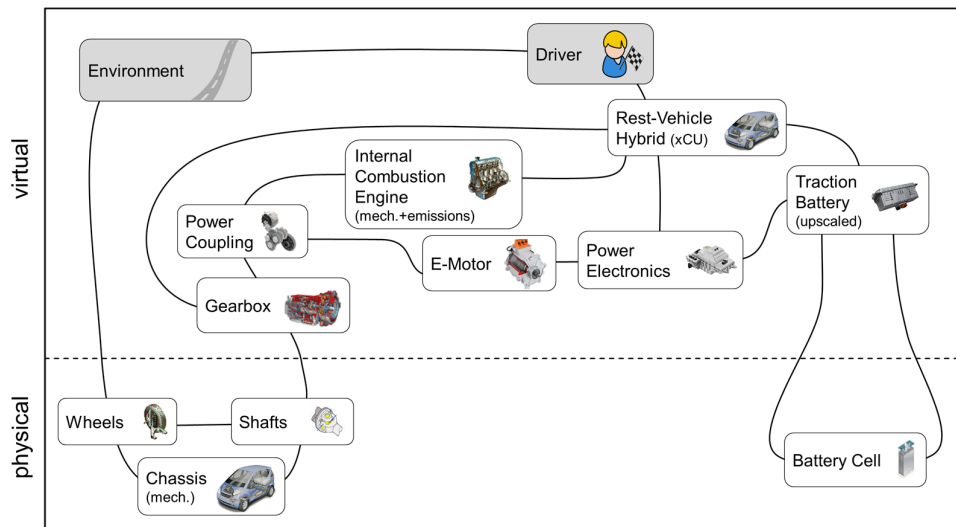 virtual
Environment
Driver
Rest-Vehicle
Hybrid (xCU)
Internal
Combustion
Engine
(mech.+emissions)
Traction
Battery
(upscaled)
Power
Coupling
E-Motor
Power
Electronics
Gearbox
physical
Wheels
Shafts
Chassis
(mech.)
Battery Cell